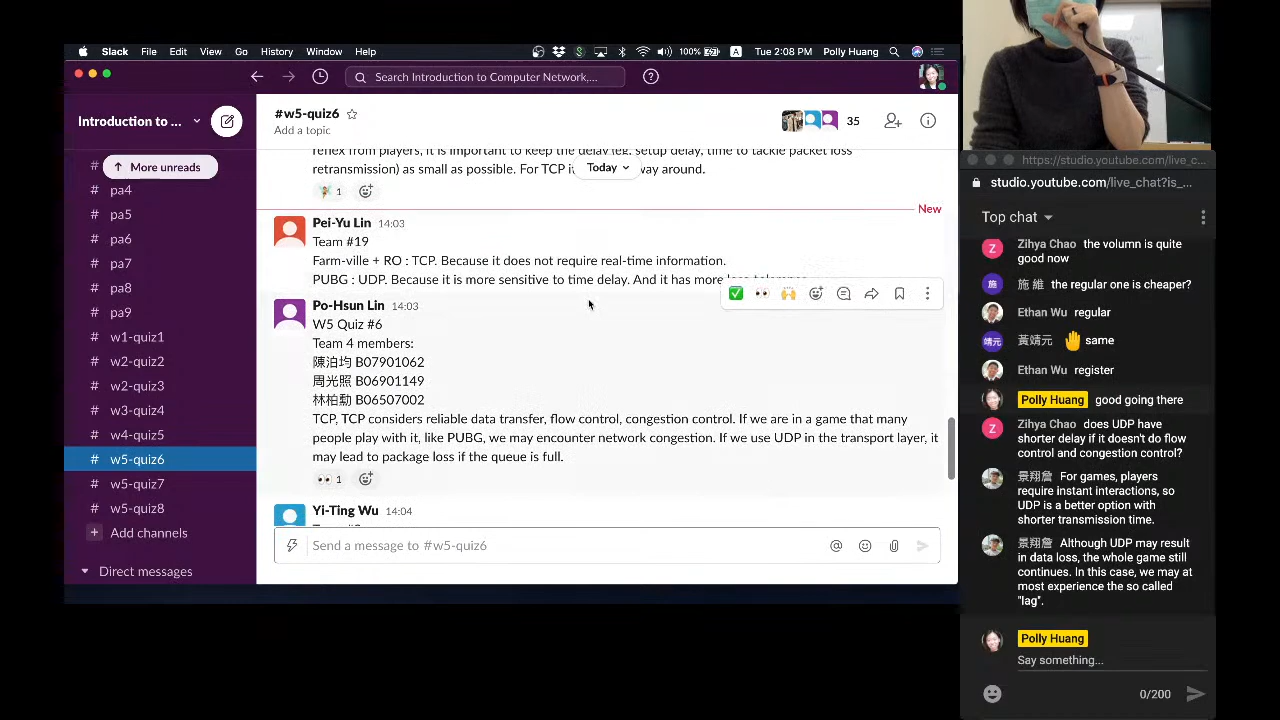 Slack File Edit View Go History Window Help 100% A Tue 2:08 PM Polly Huang
Search Introduction to Computer Network,...
Introduction to ...
More unreads
pa4
pa5
pa6
pa7
pa8
pa9
w1-quiz1
w2-quiz2
w2-quiz3
w3-quiz4
w4-quiz5
w5-quiz6
w5-quiz7
w5-quiz8
Add channels
Direct messages
#w5-quiz6
Add a topic
35
reflex from players, it is important to keep the delay (eg. setup delay, time to tackle packet loss
retransmission) as small as possible. For TCP it way around.
Today
1
New
Pei-Yu Lin 14:03
Team #19
Farm-ville + RO : TCP. Because it does not require real-time information.
PUBG : UDP. Because it is more sensitive to time delay. And it has more loss tolerance.
Po-Hsun Lin 14:03
W5 Quiz #6
Team 4 members:
陳泊均 B07901062
周光照 B06901149
林柏勳 B06507002
TCP, TCP considers reliable data transfer, flow control, congestion control. If we are in a game that many
people play with it, like PUBG, we may encounter network congestion. If we use UDP in the transport layer, it
may lead to package loss if the queue is full.
1
Yi-Ting Wu 14:04
Send a message to #w5-quiz6
https://studio.youtube.com/live_c...
studio.youtube.com/live_chat?is_...
Top chat
Zihya Chao the volumn is quite
good now
施 維 the regular one is cheaper?
Ethan Wu regular
黃靖元 same
Ethan Wu register
Polly Huang good going there
Zihya Chao does UDP have
shorter delay if it doesn't do flow
control and congestion control?
景翔詹 For games, players
require instant interactions, so
UDP is a better option with
shorter transmission time.
景翔詹 Although UDP may result
in data loss, the whole game still
continues. In this case, we may at
most experience the so called
"lag".
Polly Huang
Say something...
0/200